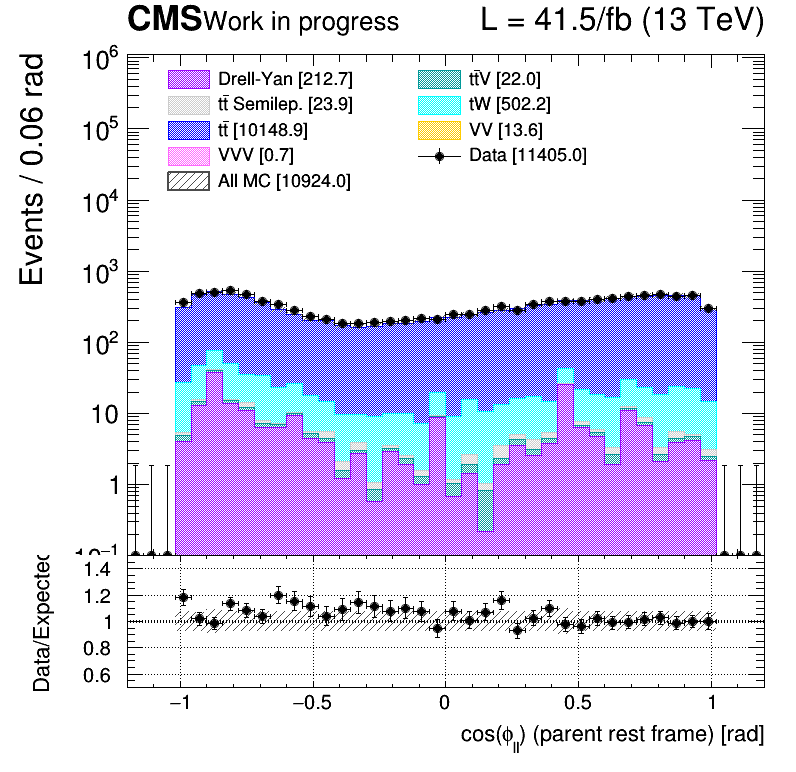 CMS Work in progress L = 41.5/fb (13 TeV)
Events / 0.06 rad
Drell-Yan [212.7]
tt̄ Semilep. [23.9]
tt̄ [10148.9]
VVV [0.7]
All MC [10924.0]
tt̄V [22.0]
tW [502.2]
VV [13.6]
Data [11405.0]
10⁶
10⁵
10⁴
10³
10²
10
1
10⁻¹
Data/Expected
1.4
1.2
1
0.8
0.6
−1 −0.5 0 0.5 1
cos(ϕ_ll) (parent rest frame) [rad]